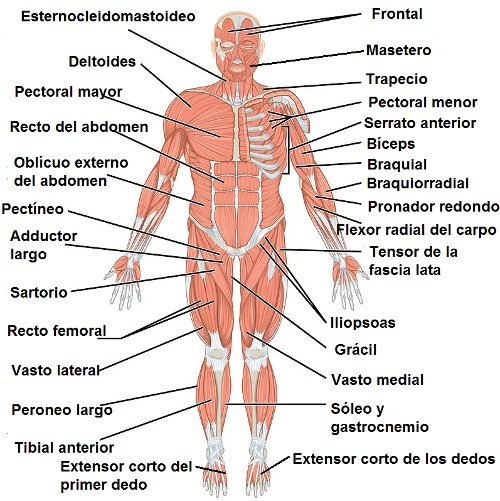 Esternocleidomastoideo
Deltoides
Pectoral mayor
Recto del abdomen
Oblícuo externo
del abdomen
Pectíneo
Adductor
largo
Sartorio
Recto femoral
Vasto lateral
Peroneo largo
Tibial anterior
Extensor corto del
primer dedo
Frontal
Masetero
Trapecio
Pectoral menor
Serrato anterior
Bíceps
Braquial
Braquiorradial
Pronador redondo
Flexor radial del carpo
Tensor de la
fascia lata
Iliopsoas
Grácil
Vasto medial
Sóleo y
gastrocnemio
Extensor corto de los dedos